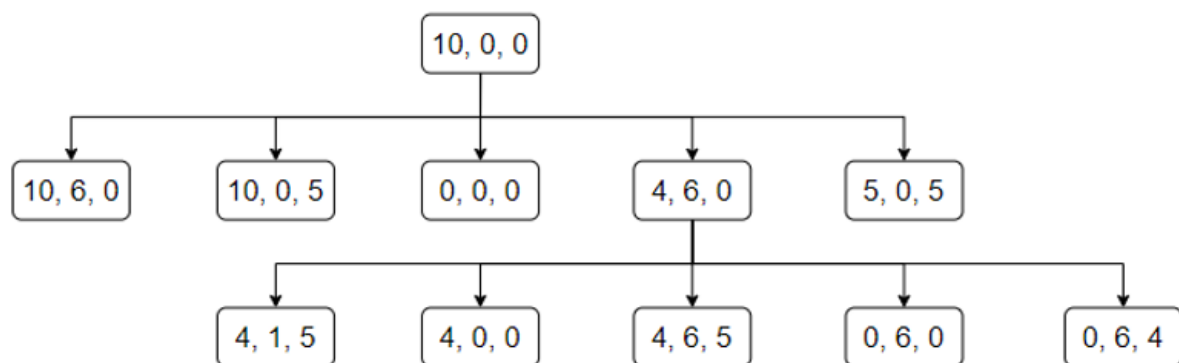 10, 0, 0
10, 6, 0
10, 0, 5
0, 0, 0
4, 6, 0
5, 0, 5
4, 1, 5
4, 0, 0
4, 6, 5
0, 6, 0
0, 6, 4